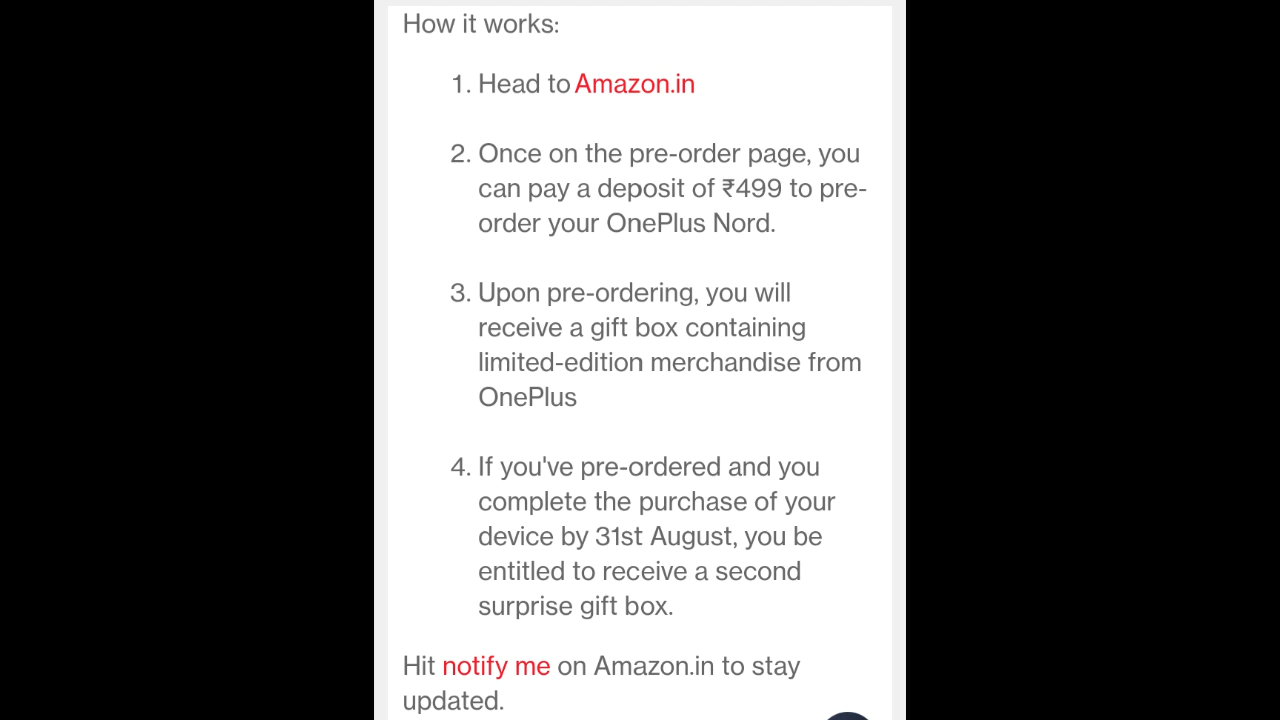 How it works:
1. Head to Amazon.in
2. Once on the pre-order page, you
can pay a deposit of ₹499 to pre-
order your OnePlus Nord.
3. Upon pre-ordering, you will
receive a gift box containing
limited-edition merchandise from
OnePlus
4. If you've pre-ordered and you
complete the purchase of your
device by 31st August, you be
entitled to receive a second
surprise gift box.
Hit notify me on Amazon.in to stay
updated.